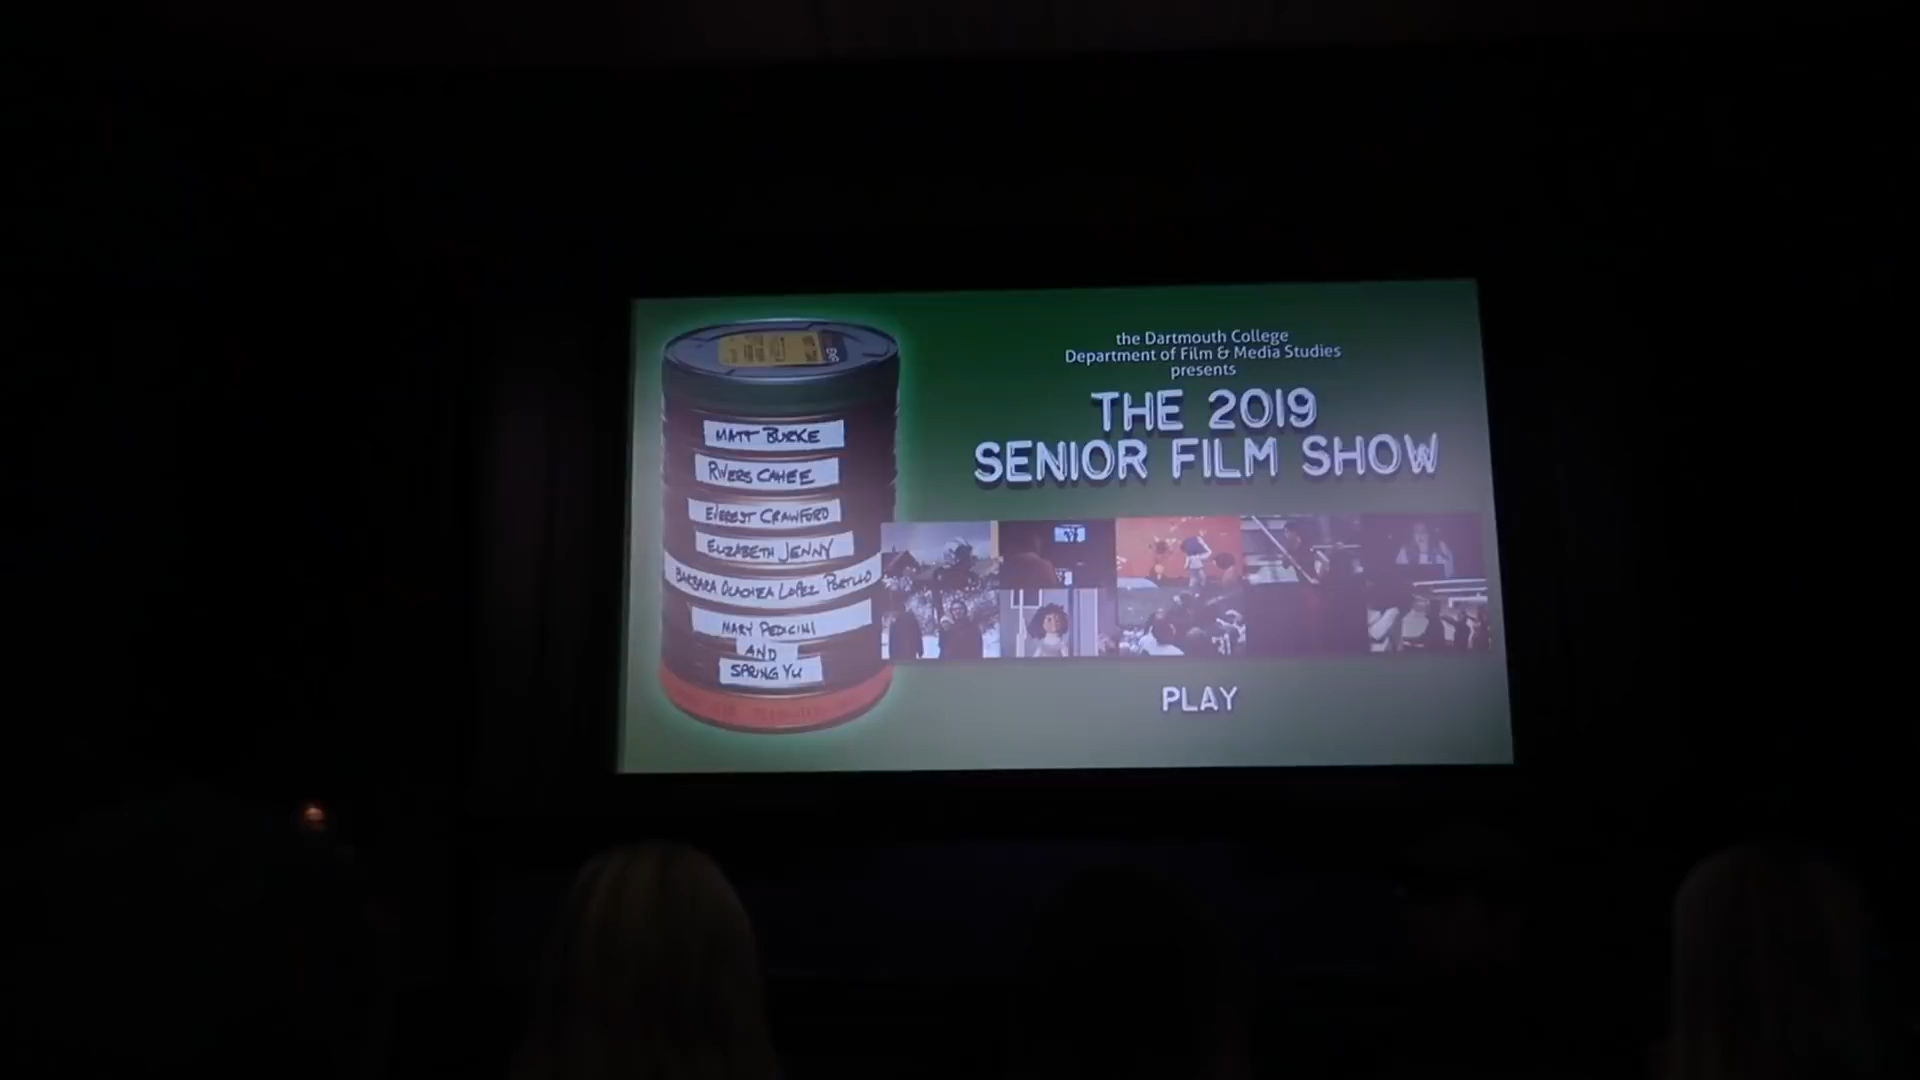 the Dartmouth College
Department of Film & Media Studies
presents
THE 2019
SENIOR FILM SHOW
MATT BURKE
RIVERS CAHEE
EVEREST CRAWFORD
ELIZABETH JENNY
BARBARA OLACHEA LOPEZ PORTILLO
MARY PEDICINI
AND
SPRING YU
PLAY